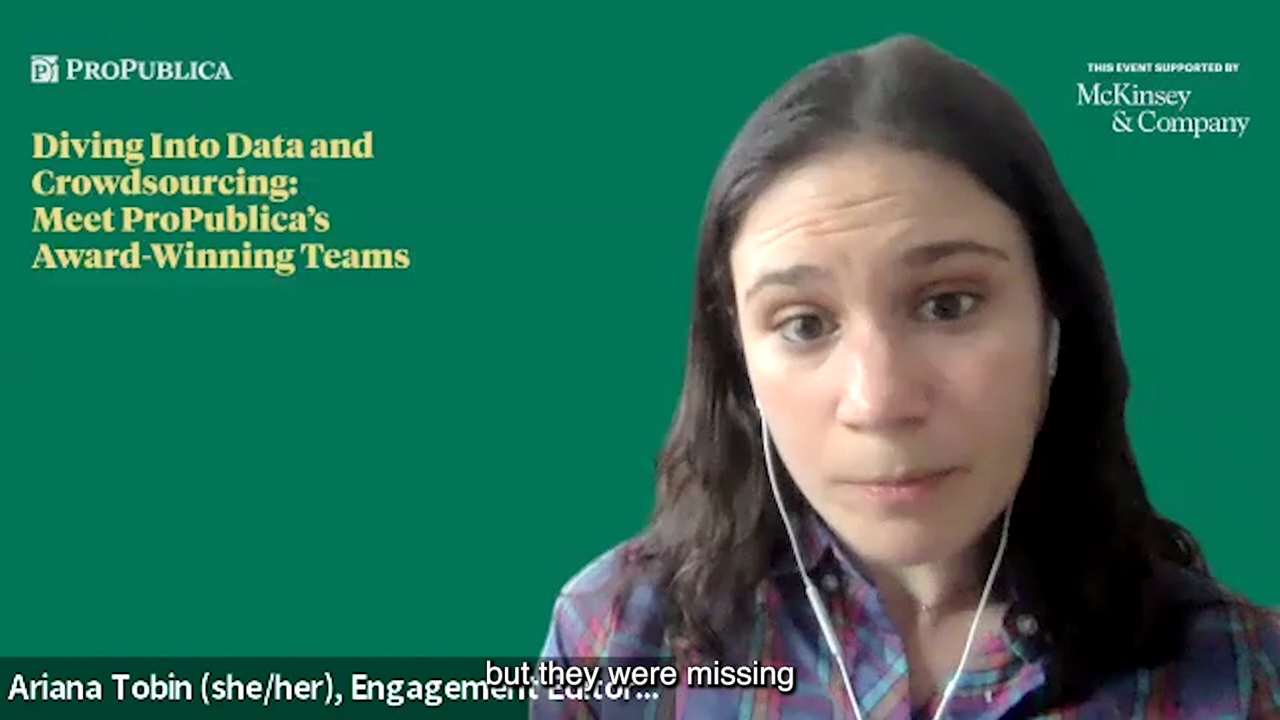 PROPUBLICA
Diving Into Data and
Crowdsourcing:
Meet ProPublica's
Award-Winning Teams
THIS EVENT SUPPORTED BY
McKinsey
& Company
but they were missing
Ariana Tobin (she/her), Engagement Editor...